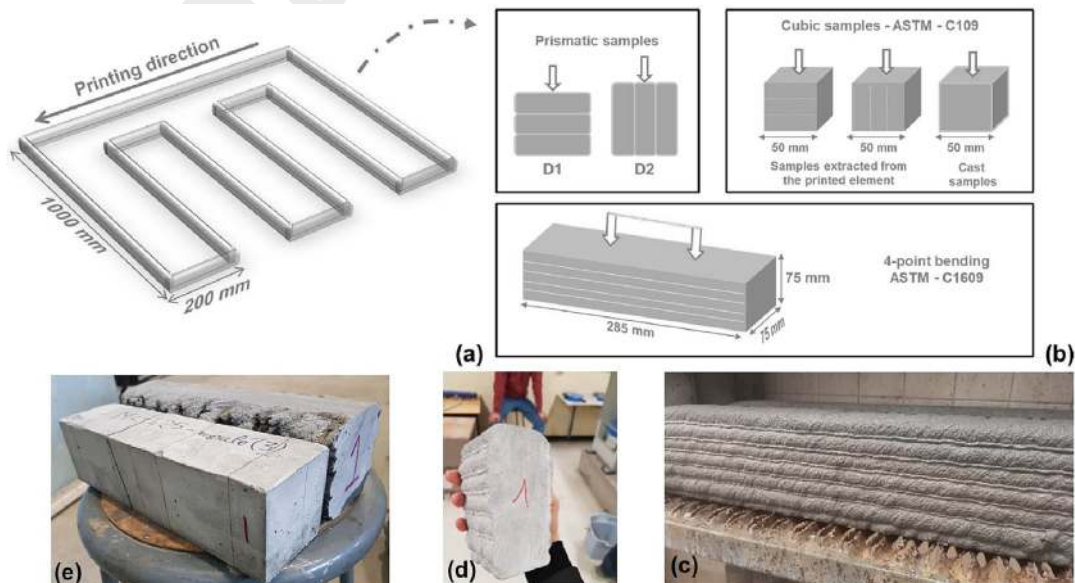 Printing direction
1000 mm
200 mm
(a)
Prismatic samples
D1
D2
Cubic samples - ASTM - C109
50 mm
50 mm
50 mm
Samples extracted from
the printed element
Cast
samples
4-point bending
ASTM - C1609
75 mm
75 mm
285 mm
(b)
1
(e)
1
(d)
(c)